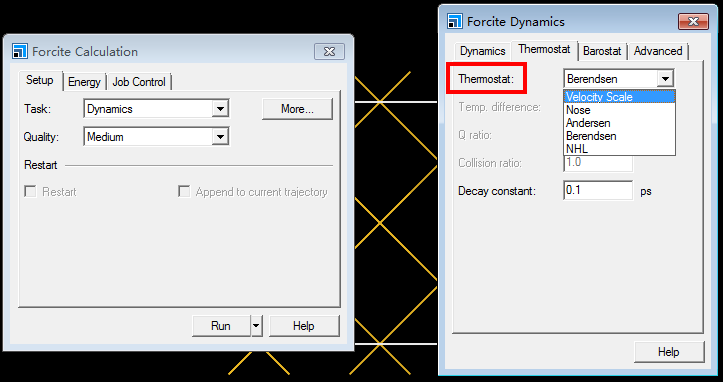 Forcite Calculation
Setup Energy Job Control
Task: Dynamics More...
Quality: Medium
Restart
Restart Append to current trajectory
Run Help
Forcite Dynamics
Dynamics Thermostat Barostat Advanced
Thermostat: Berendsen
Velocity Scale
Temp. difference: Nose
Andersen
Q ratio: Berendsen
NHL
Collision ratio: 1.0
Decay constant: 0.1 ps
Help